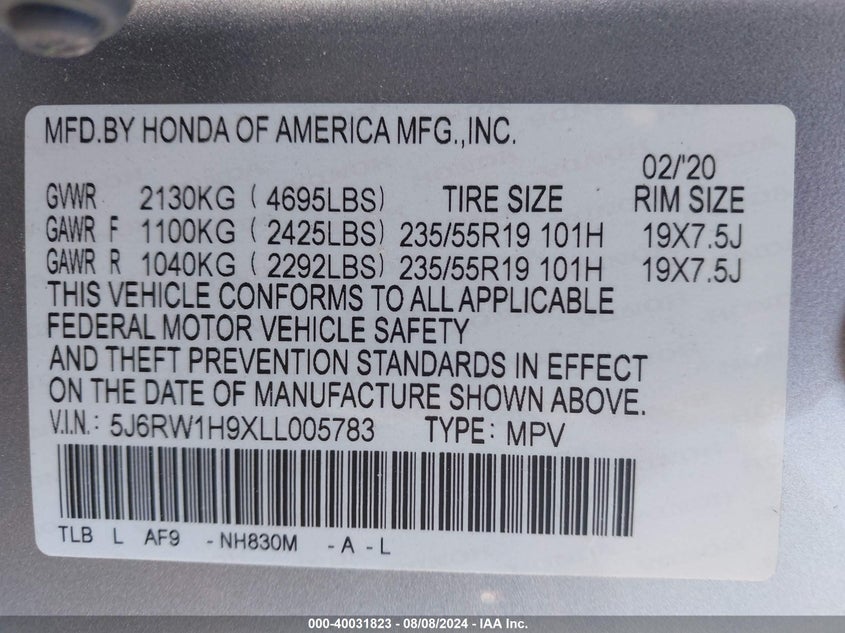 MFD.BY HONDA OF AMERICA MFG.,INC.
02/'20
GVWR 2130KG ( 4695LBS) TIRE SIZE RIM SIZE
GAWR F 1100KG ( 2425LBS) 235/55R19 101H 19X7.5J
GAWR R 1040KG ( 2292LBS) 235/55R19 101H 19X7.5J
THIS VEHICLE CONFORMS TO ALL APPLICABLE
FEDERAL MOTOR VEHICLE SAFETY
AND THEFT PREVENTION STANDARDS IN EFFECT
ON THE DATE OF MANUFACTURE SHOWN ABOVE.
V.I.N.: 5J6RW1H9XLL005783 TYPE: MPV
TLB L AF9 -NH830M -A -L
000-40031823 - 08/08/2024 - IAA Inc.